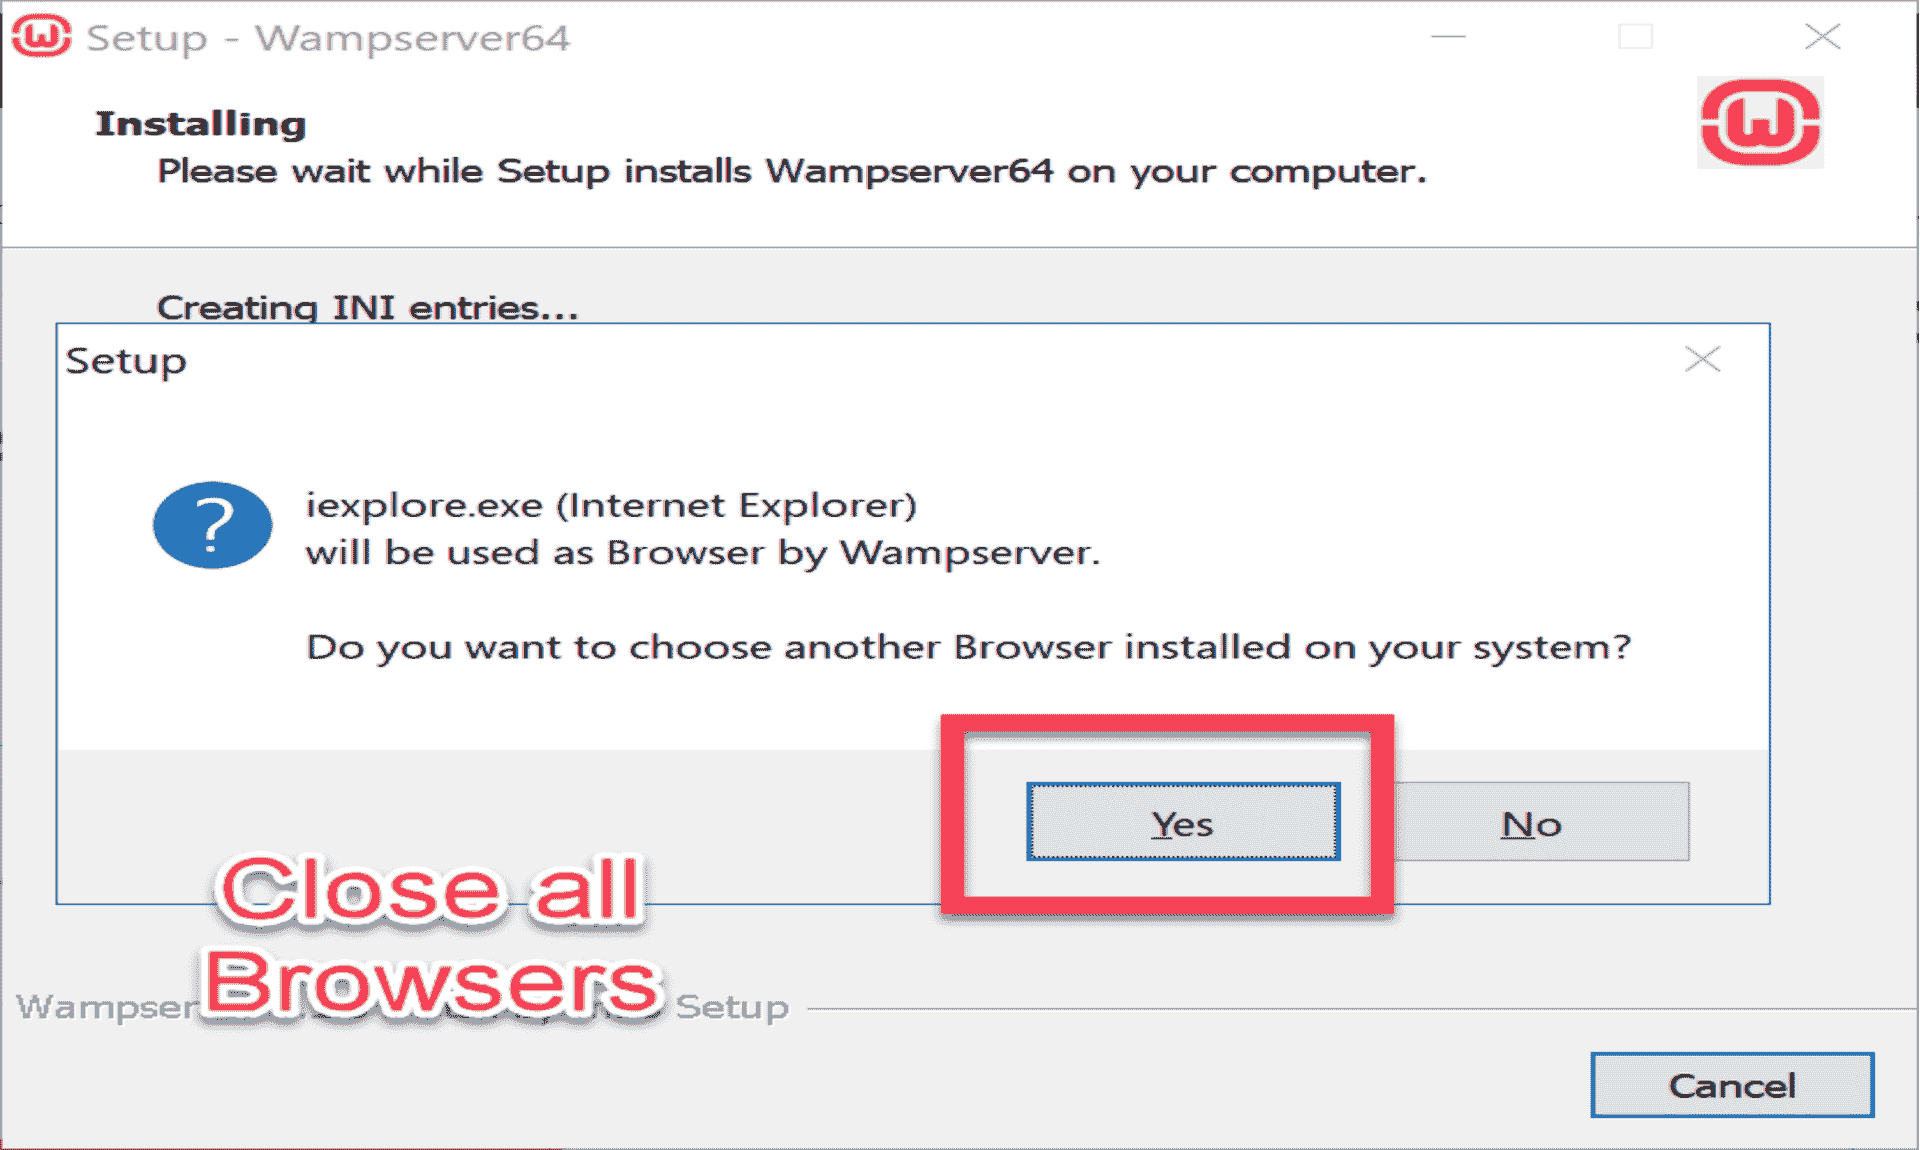 Setup - Wampserver64
Installing
Please wait while Setup installs Wampserver64 on your computer.
Creating INI entries...
Setup
iexplore.exe (Internet Explorer)
will be used as Browser by Wampserver.
Do you want to choose another Browser installed on your system?
Yes
No
Close all
Browsers
Setup
Cancel